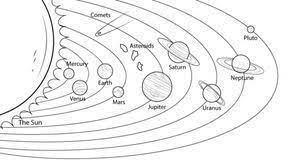 Comets
Pluto
Asteroids
Mercury
Saturn
Earth
Neptune
Venus
Mars
Jupiter
Uranus
The Sun